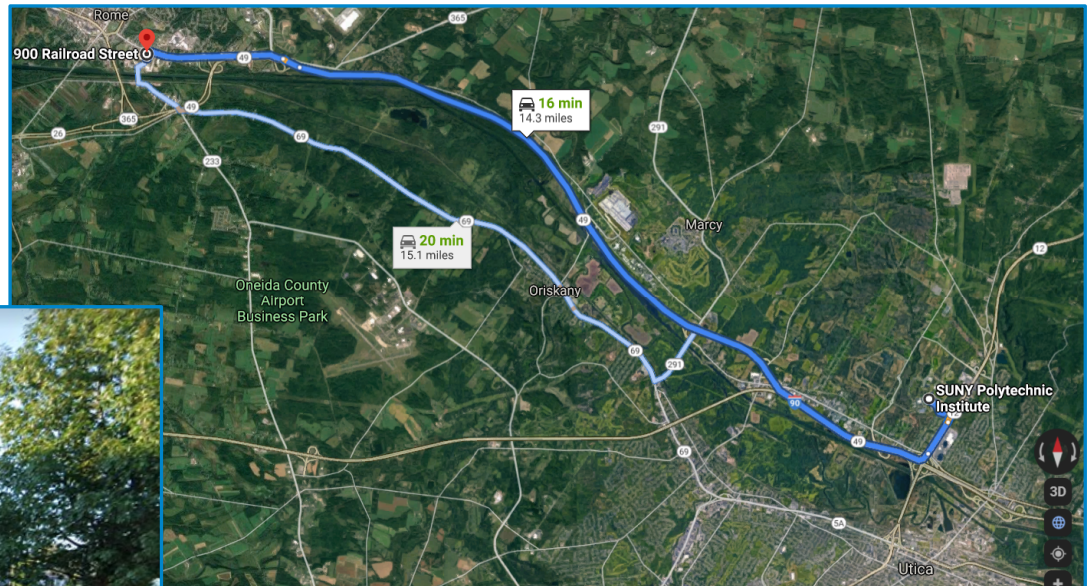 Rome
365
900 Railroad Street
49
16 min
14.3 miles
49
365
26
69
291
233
69
49
Marcy
20 min
15.1 miles
12
Oneida County
Airport
Business Park
Oriskany
69
291
SUNY Polytechnic
Institute
90
49
69
3D
5A
Utica